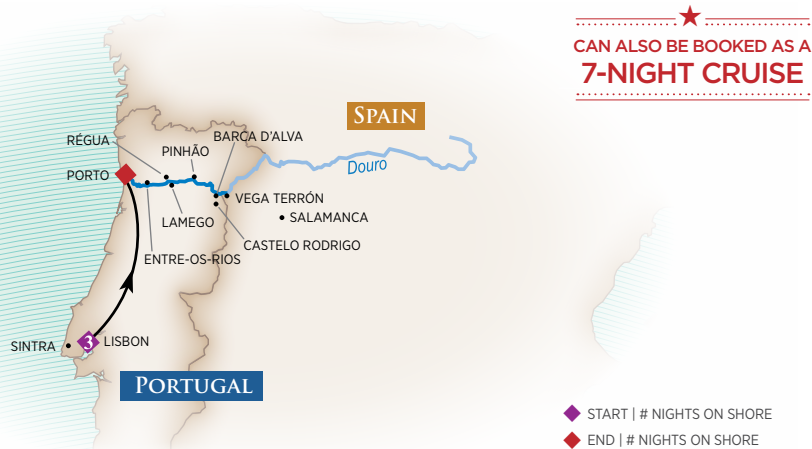 CAN ALSO BE BOOKED AS A
7-NIGHT CRUISE
SPAIN
BARCA D'ALVA
RÉGUA
PINHÃO
Douro
PORTO
VEGA TERRÓN
LAMEGO
SALAMANCA
CASTELO RODRIGO
ENTRE-OS-RIOS
SINTRA
3
LISBON
PORTUGAL
START | # NIGHTS ON SHORE
END | # NIGHTS ON SHORE